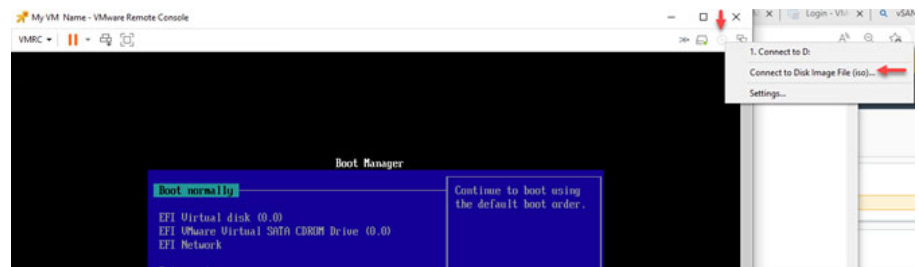 My VM Name - VMware Remote Console
Login - VM
vSAN
VMRC
1. Connect to D:
Connect to Disk Image File (iso)...
Settings...
Boot Manager
Boot normally
Continue to boot using
the default boot order.
EFI Virtual disk (0.0)
EFI VMware Virtual SATA CDROM Drive (0.0)
EFI Network